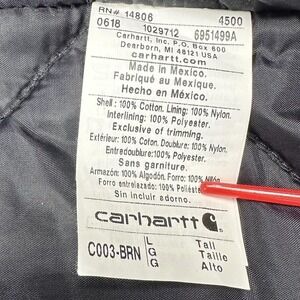 RN# 14806 4500
0618 1029712 6951499A
Carhartt, Inc. P.O. Box 600
Dearborn, MI 48121 USA
carhartt.com
Made in Mexico.
Fabriqué au Mexique.
Hecho en México.
Shell: 100% Cotton. Lining: 100% Nylon.
Interlining: 100% Polyester.
Exclusive of trimming.
Extérieur: 100% Coton. Doublure: 100% Nylon.
Entredoublure: 100% Polyester.
Sans garniture.
Armazón: 100% Algodón. Forro: 100% Nilón.
Forro entrelazado: 100% Poliéster
Sin incluir adorno.
carhartt
C003-BRN L Tall
G Taille
G Alto